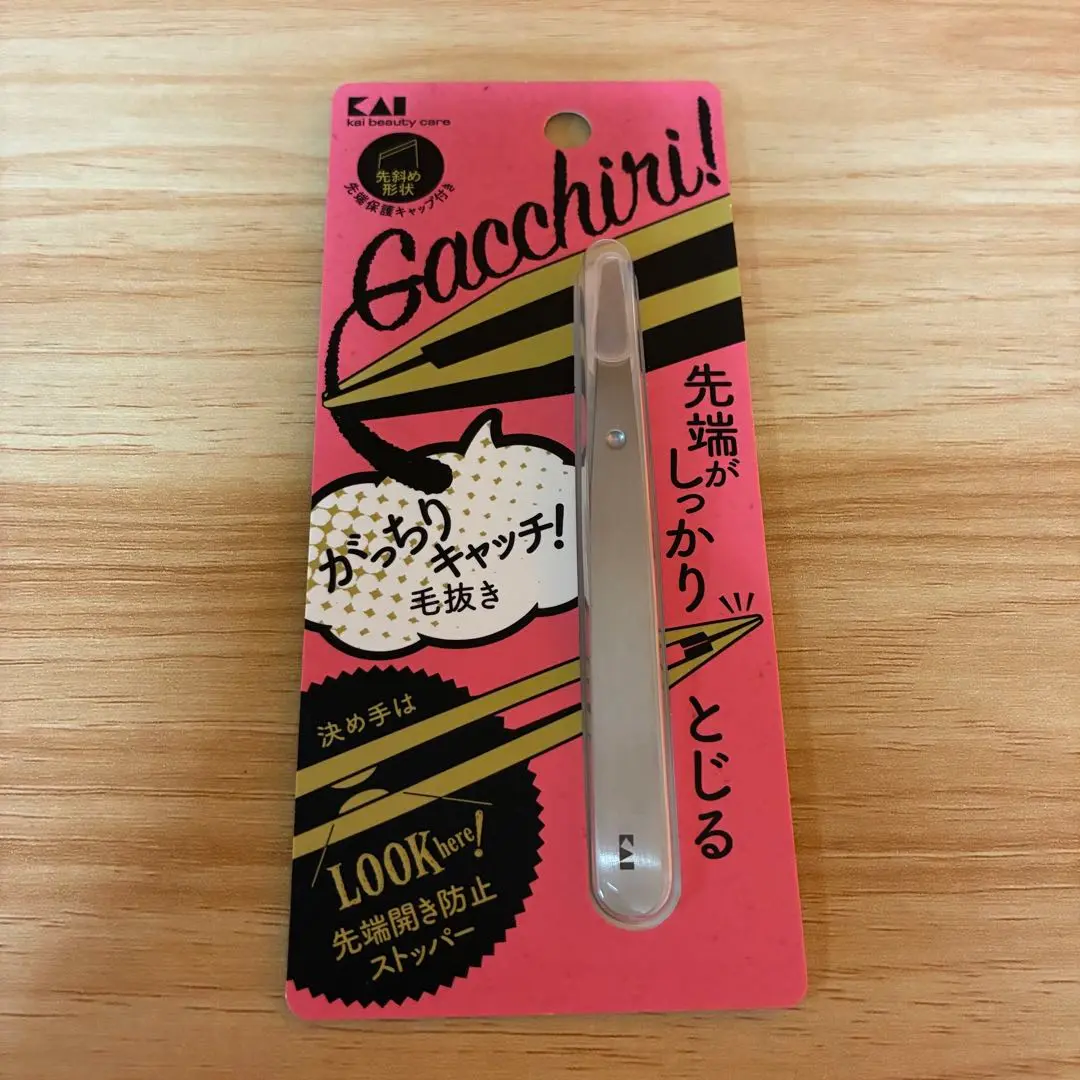 KAI
kai beauty care
先斜め
形状
先端保護キャップ付き
Gacchiri!
がっちり
キャッチ!
毛抜き
先端が
しっかり
とじる
決め手は
LOOK here!
先端開き防止
ストッパー
KAI